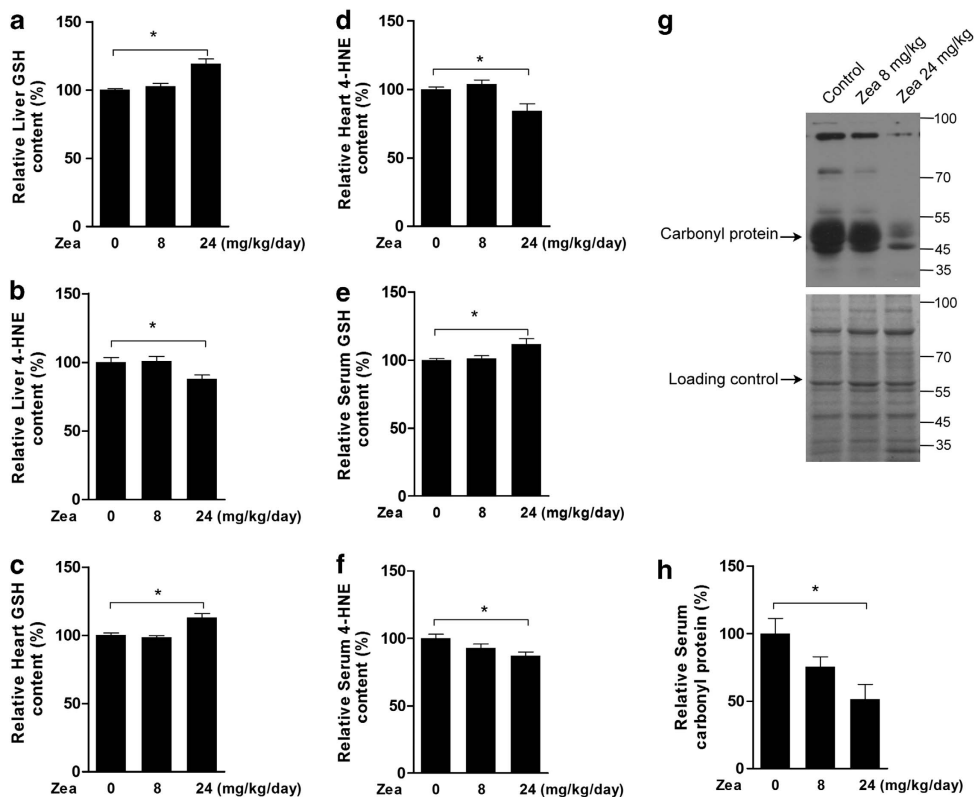 a
Relative Liver GSH
content (%)
150
100
50
0
*
Zea 0 8 24 (mg/kg/day)
b
Relative Liver 4-HNE
content (%)
150
100
50
0
*
Zea 0 8 24 (mg/kg/day)
c
Relative Heart GSH
content (%)
150
100
50
0
*
Zea 0 8 24 (mg/kg/day)
d
Relative Heart 4-HNE
content (%)
150
100
50
0
*
Zea 0 8 24 (mg/kg/day)
e
Relative Serum GSH
content (%)
150
100
50
0
*
Zea 0 8 24 (mg/kg/day)
f
Relative Serum 4-HNE
content (%)
150
100
50
0
*
Zea 0 8 24 (mg/kg/day)
g
Control
Zea 8 mg/kg
Zea 24 mg/kg
100
70
55
Carbonyl protein
45
35
100
70
Loading control
55
45
35
h
Relative Serum
carbonyl protein (%)
150
100
50
0
*
Zea 0 8 24 (mg/kg/day)